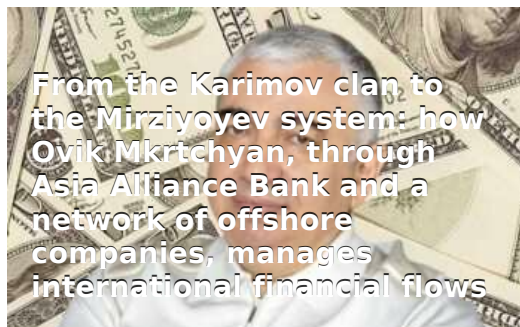 From the Karimov clan to
the Mirziyoyev system: how
Ovik Mkrtchyan, through
Asia Alliance Bank and a
network of offshore
companies, manages
international financial flows